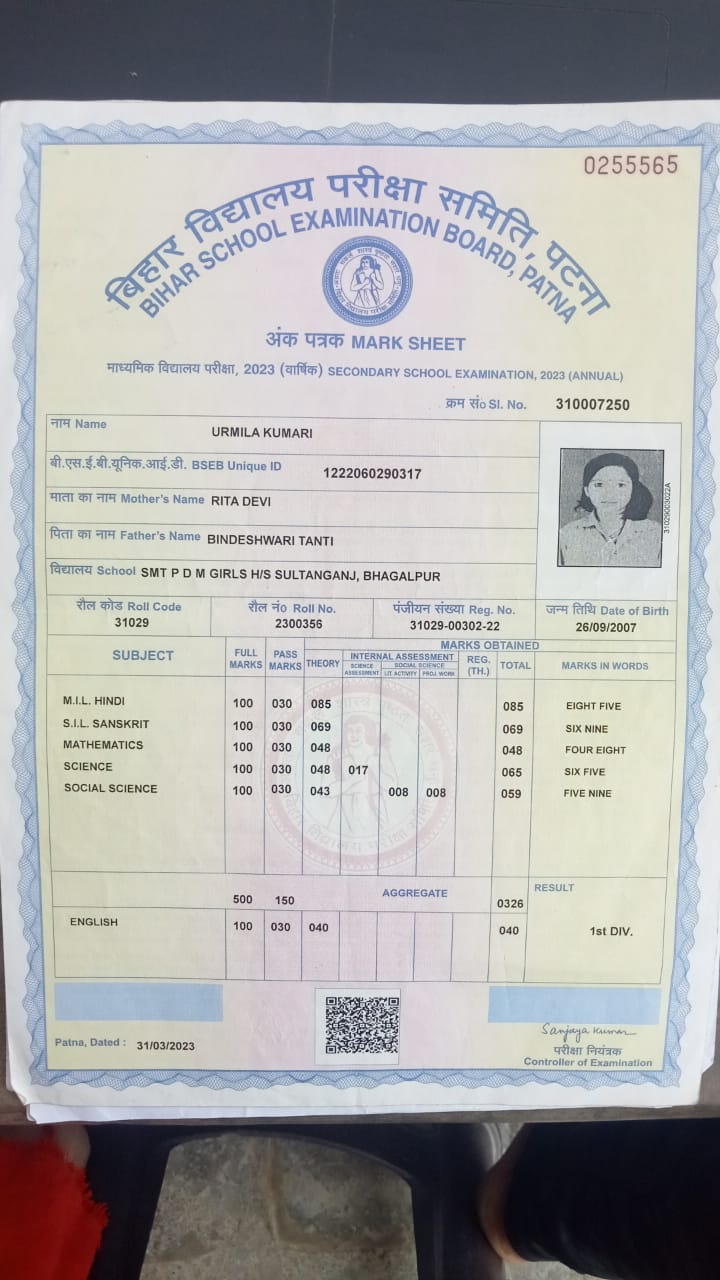 0255565
बिहार विद्यालय परीक्षा समिति, पटना
BIHAR SCHOOL EXAMINATION BOARD, PATNA
अंक पत्रक MARK SHEET
माध्यमिक विद्यालय परीक्षा, 2023 (वार्षिक) SECONDARY SCHOOL EXAMINATION, 2023 (ANNUAL)
क्रम सं० Sl. No. 310007250
नाम Name URMILA KUMARI
बी.एस.ई.बी.यूनिक.आई.डी. BSEB Unique ID 1222060290317
माता का नाम Mother's Name RITA DEVI
पिता का नाम Father's Name BINDESHWARI TANTI
विद्यालय School SMT P D M GIRLS H/S SULTANGANJ, BHAGALPUR
31029003022A
रौल कोड Roll Code रौल नं० Roll No. पंजीयन संख्या Reg. No. जन्म तिथि Date of Birth
31029 2300356 31029-00302-22 26/09/2007
MARKS OBTAINED
SUBJECT FULL MARKS PASS MARKS THEORY INTERNAL ASSESSMENT REG. (TH.) TOTAL MARKS IN WORDS
SCIENCE ASSESSMENT SOCIAL SCIENCE LIT. ACTIVITY PROJ. WORK
M.I.L. HINDI 100 030 085 085 EIGHT FIVE
S.I.L. SANSKRIT 100 030 069 069 SIX NINE
MATHEMATICS 100 030 048 048 FOUR EIGHT
SCIENCE 100 030 048 017 065 SIX FIVE
SOCIAL SCIENCE 100 030 043 008 008 059 FIVE NINE
500 150 AGGREGATE 0326 RESULT
ENGLISH 100 030 040 040 1st DIV.
Patna, Dated : 31/03/2023
Sanjaya Kumar
परीक्षा नियंत्रक
Controller of Examination